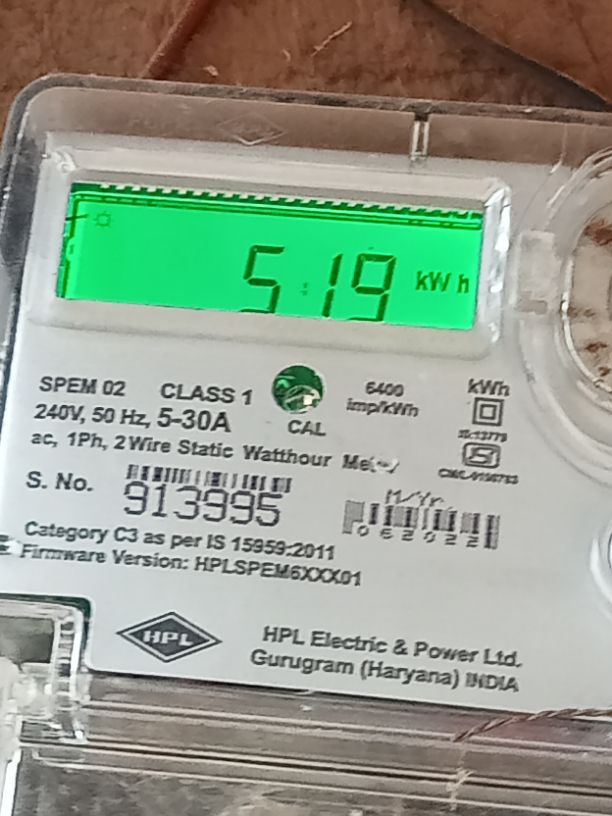 519 kWh
SPEM 02 CLASS 1
6400
imp/kWh
kWh
240V, 50 Hz, 5-30A
CAL
ac, 1Ph, 2 Wire Static Watthour
S. No. 913995
M/Yr.
062022
Category C3 as per IS 15959:2011
Firmware Version: HPLSPEM6XXX01
HPL
HPL Electric & Power Ltd.
Gurugram (Haryana) INDIA